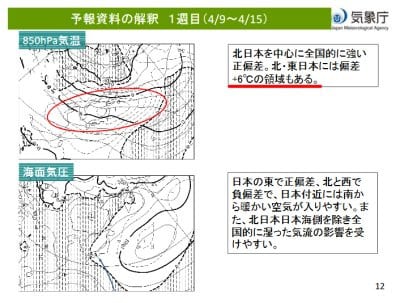 予報資料の解釈 1週目(4/9～4/15)
気象庁
Japan Meteorological Agency
850hPa気温
北日本を中心に全国的に強い
正偏差。北・東日本には偏差
+6℃の領域もある。
海面気圧
日本の東で正偏差、北と西で
負偏差で、日本付近には南か
ら暖かい空気が入りやすい。ま
た、北日本日本海側を除き全
国的に湿った気流の影響を受
けやすい。
12